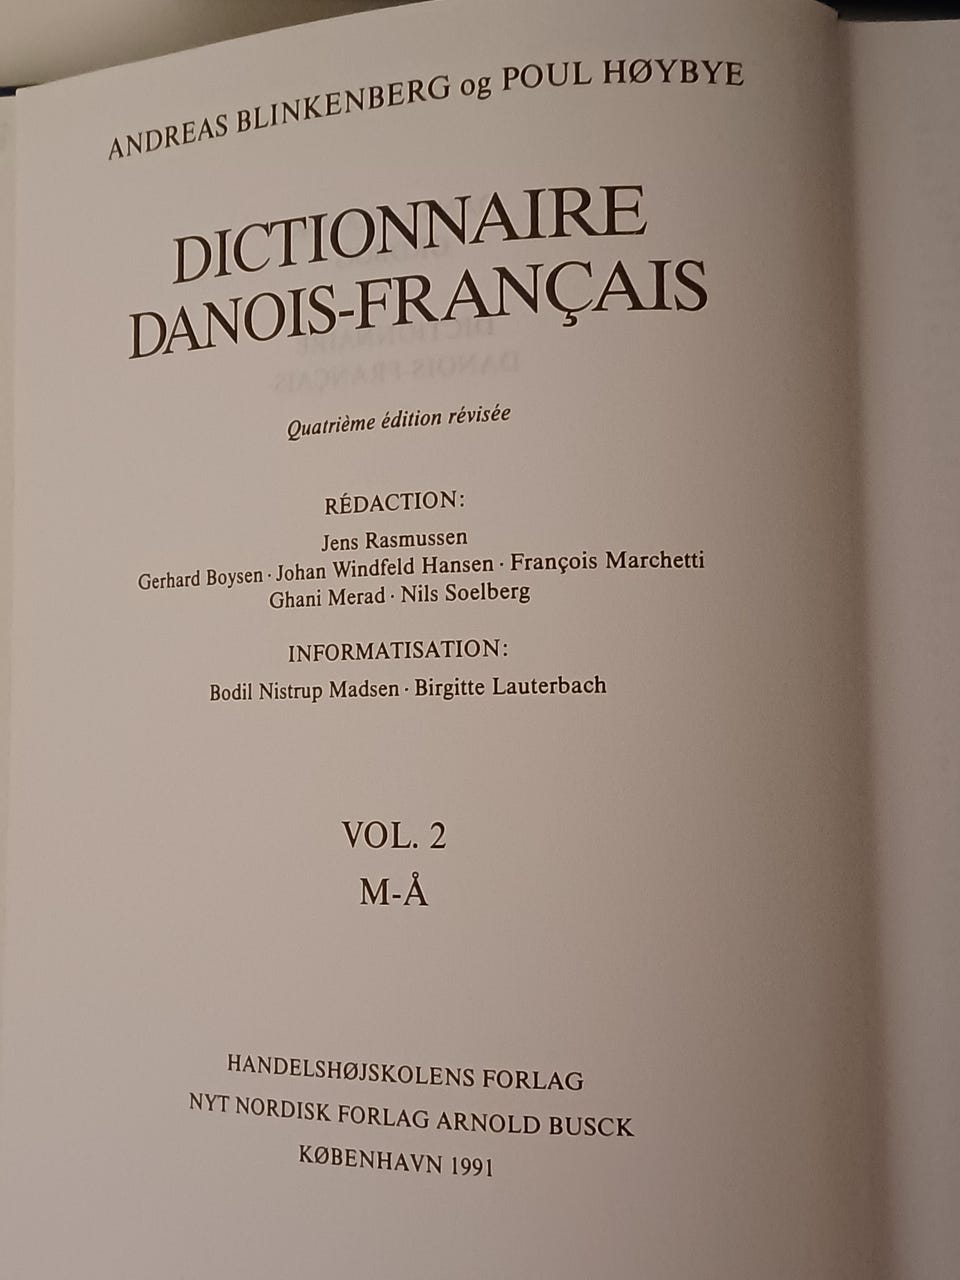 ANDREAS BLINKENBERG og POUL HØYBYE
DICTIONNAIRE
DANOIS-FRANÇAIS
Quatrième édition révisée
RÉDACTION:
Jens Rasmussen
Gerhard Boysen · Johan Windfeld Hansen · François Marchetti
Ghani Merad · Nils Soelberg
INFORMATISATION:
Bodil Nistrup Madsen · Birgitte Lauterbach
VOL. 2
M-Å
HANDELSHØJSKOLENS FORLAG
NYT NORDISK FORLAG ARNOLD BUSCK
KØBENHAVN 1991